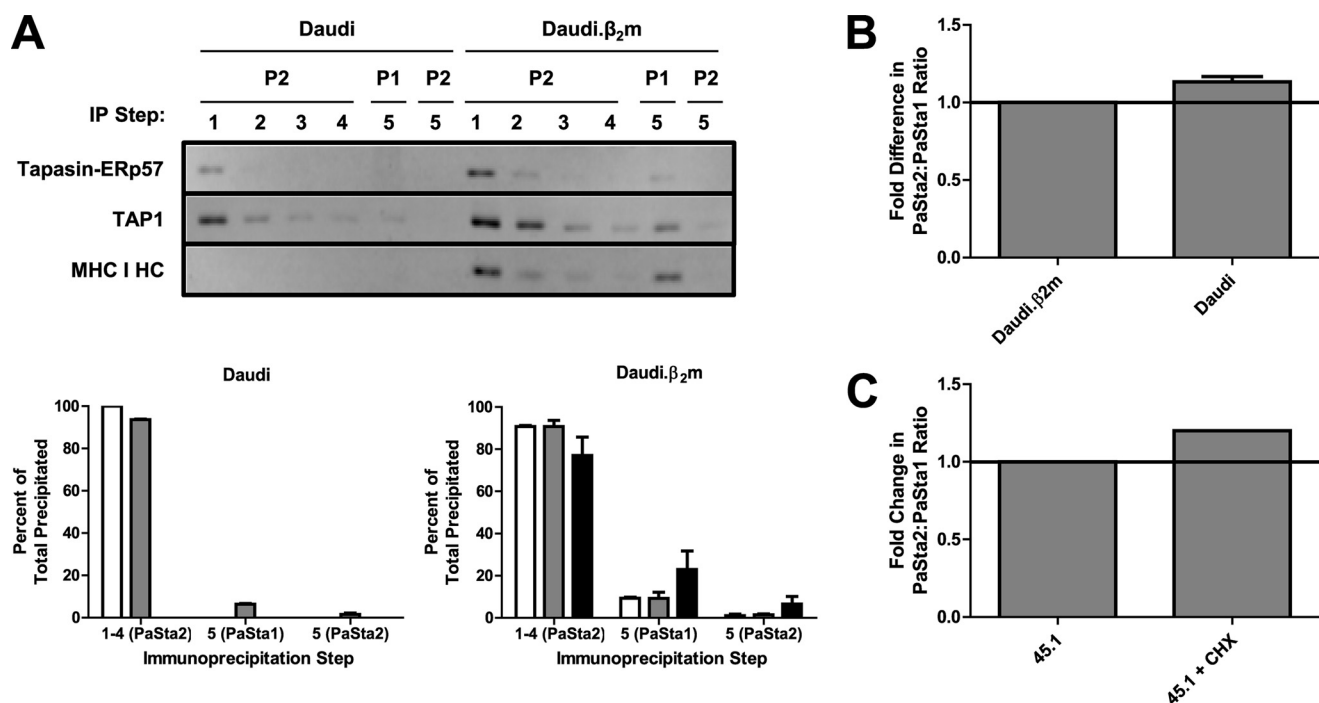 A
Daudi
Daudi.β2m
P2
P1
P2
P2
P1
P2
IP Step:
1 2 3 4 5 5 1 2 3 4 5 5
Tapasin-ERp57
TAP1
MHC I HC
Daudi
100
80
60
40
20
0
Percent of
Total Precipitated
1-4 (PaSta2) 5 (PaSta1) 5 (PaSta2)
Immunoprecipitation Step
Daudi.β2m
100
80
60
40
20
0
Percent of
Total Precipitated
1-4 (PaSta2) 5 (PaSta1) 5 (PaSta2)
Immunoprecipitation Step
B
Fold Difference in
PaSta2:PaSta1 Ratio
1.5
1.0
0.5
0.0
Daudi.β2m
Daudi
C
Fold Change in
PaSta2:PaSta1 Ratio
1.5
1.0
0.5
0.0
45.1
45.1 + CHX